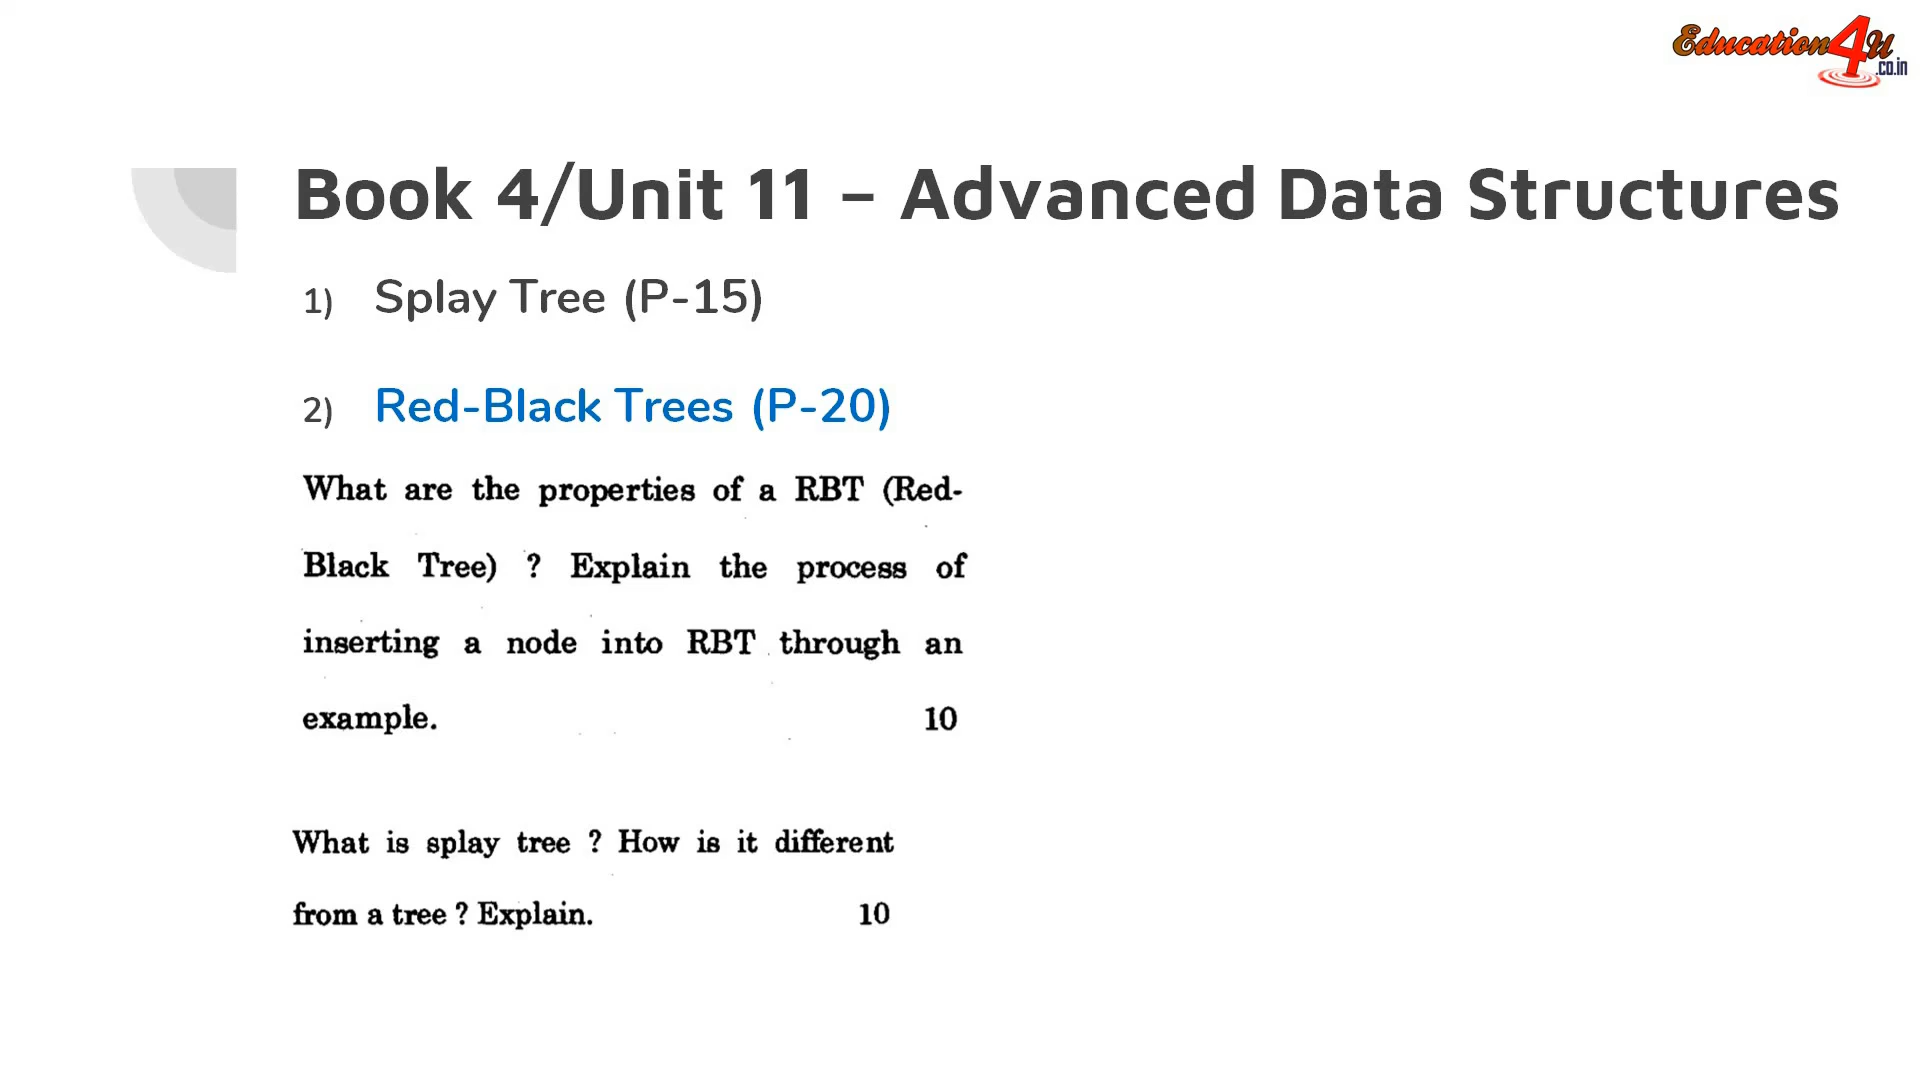 Education4U
.co.in
Book 4/Unit 11 – Advanced Data Structures
1) Splay Tree (P-15)
2) Red-Black Trees (P-20)
What are the properties of a RBT (Red-
Black Tree) ? Explain the process of
inserting a node into RBT through an
example. 10
What is splay tree ? How is it different
from a tree ? Explain. 10